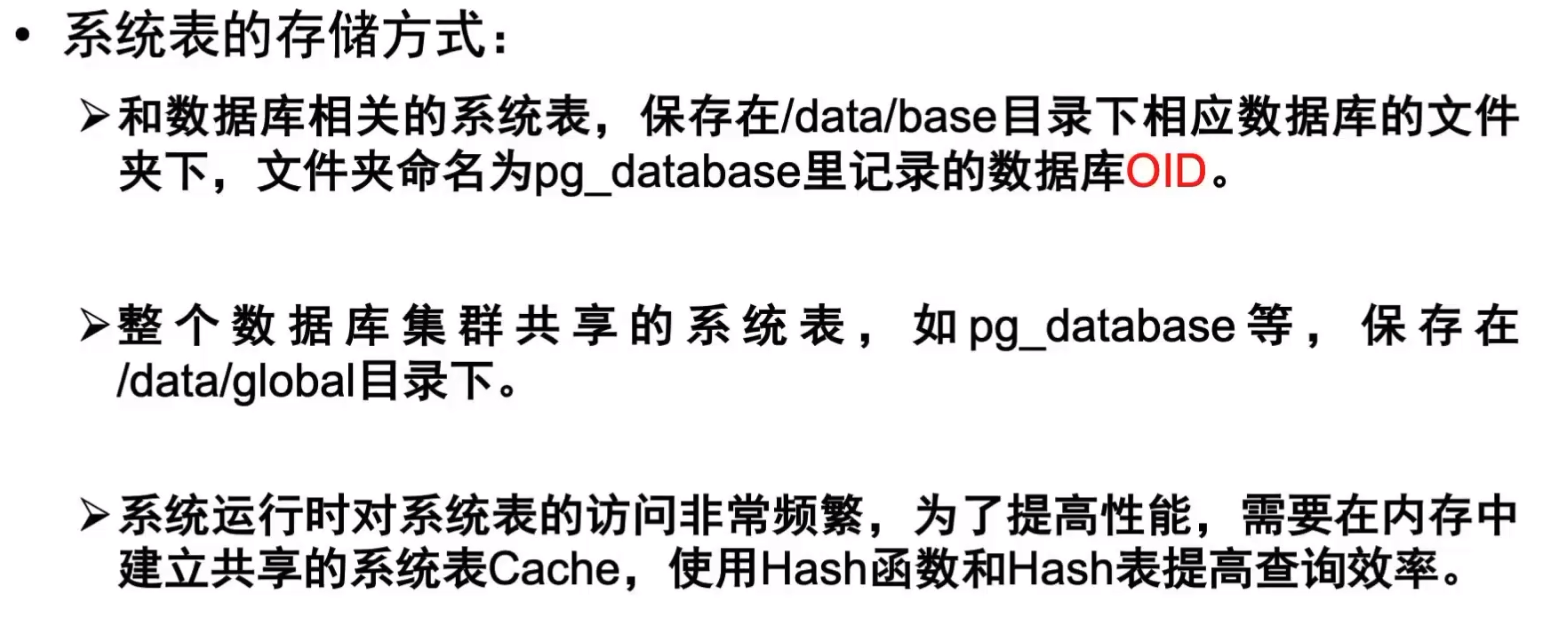 • 系统表的存储方式：
➢和数据库相关的系统表，保存在/data/base目录下相应数据库的文件
夹下，文件夹命名为pg_database里记录的数据库OID。
➢整个数据库集群共享的系统表，如pg_database等，保存在
/data/global目录下。
➢系统运行时对系统表的访问非常频繁，为了提高性能，需要在内存中
建立共享的系统表Cache，使用Hash函数和Hash表提高查询效率。